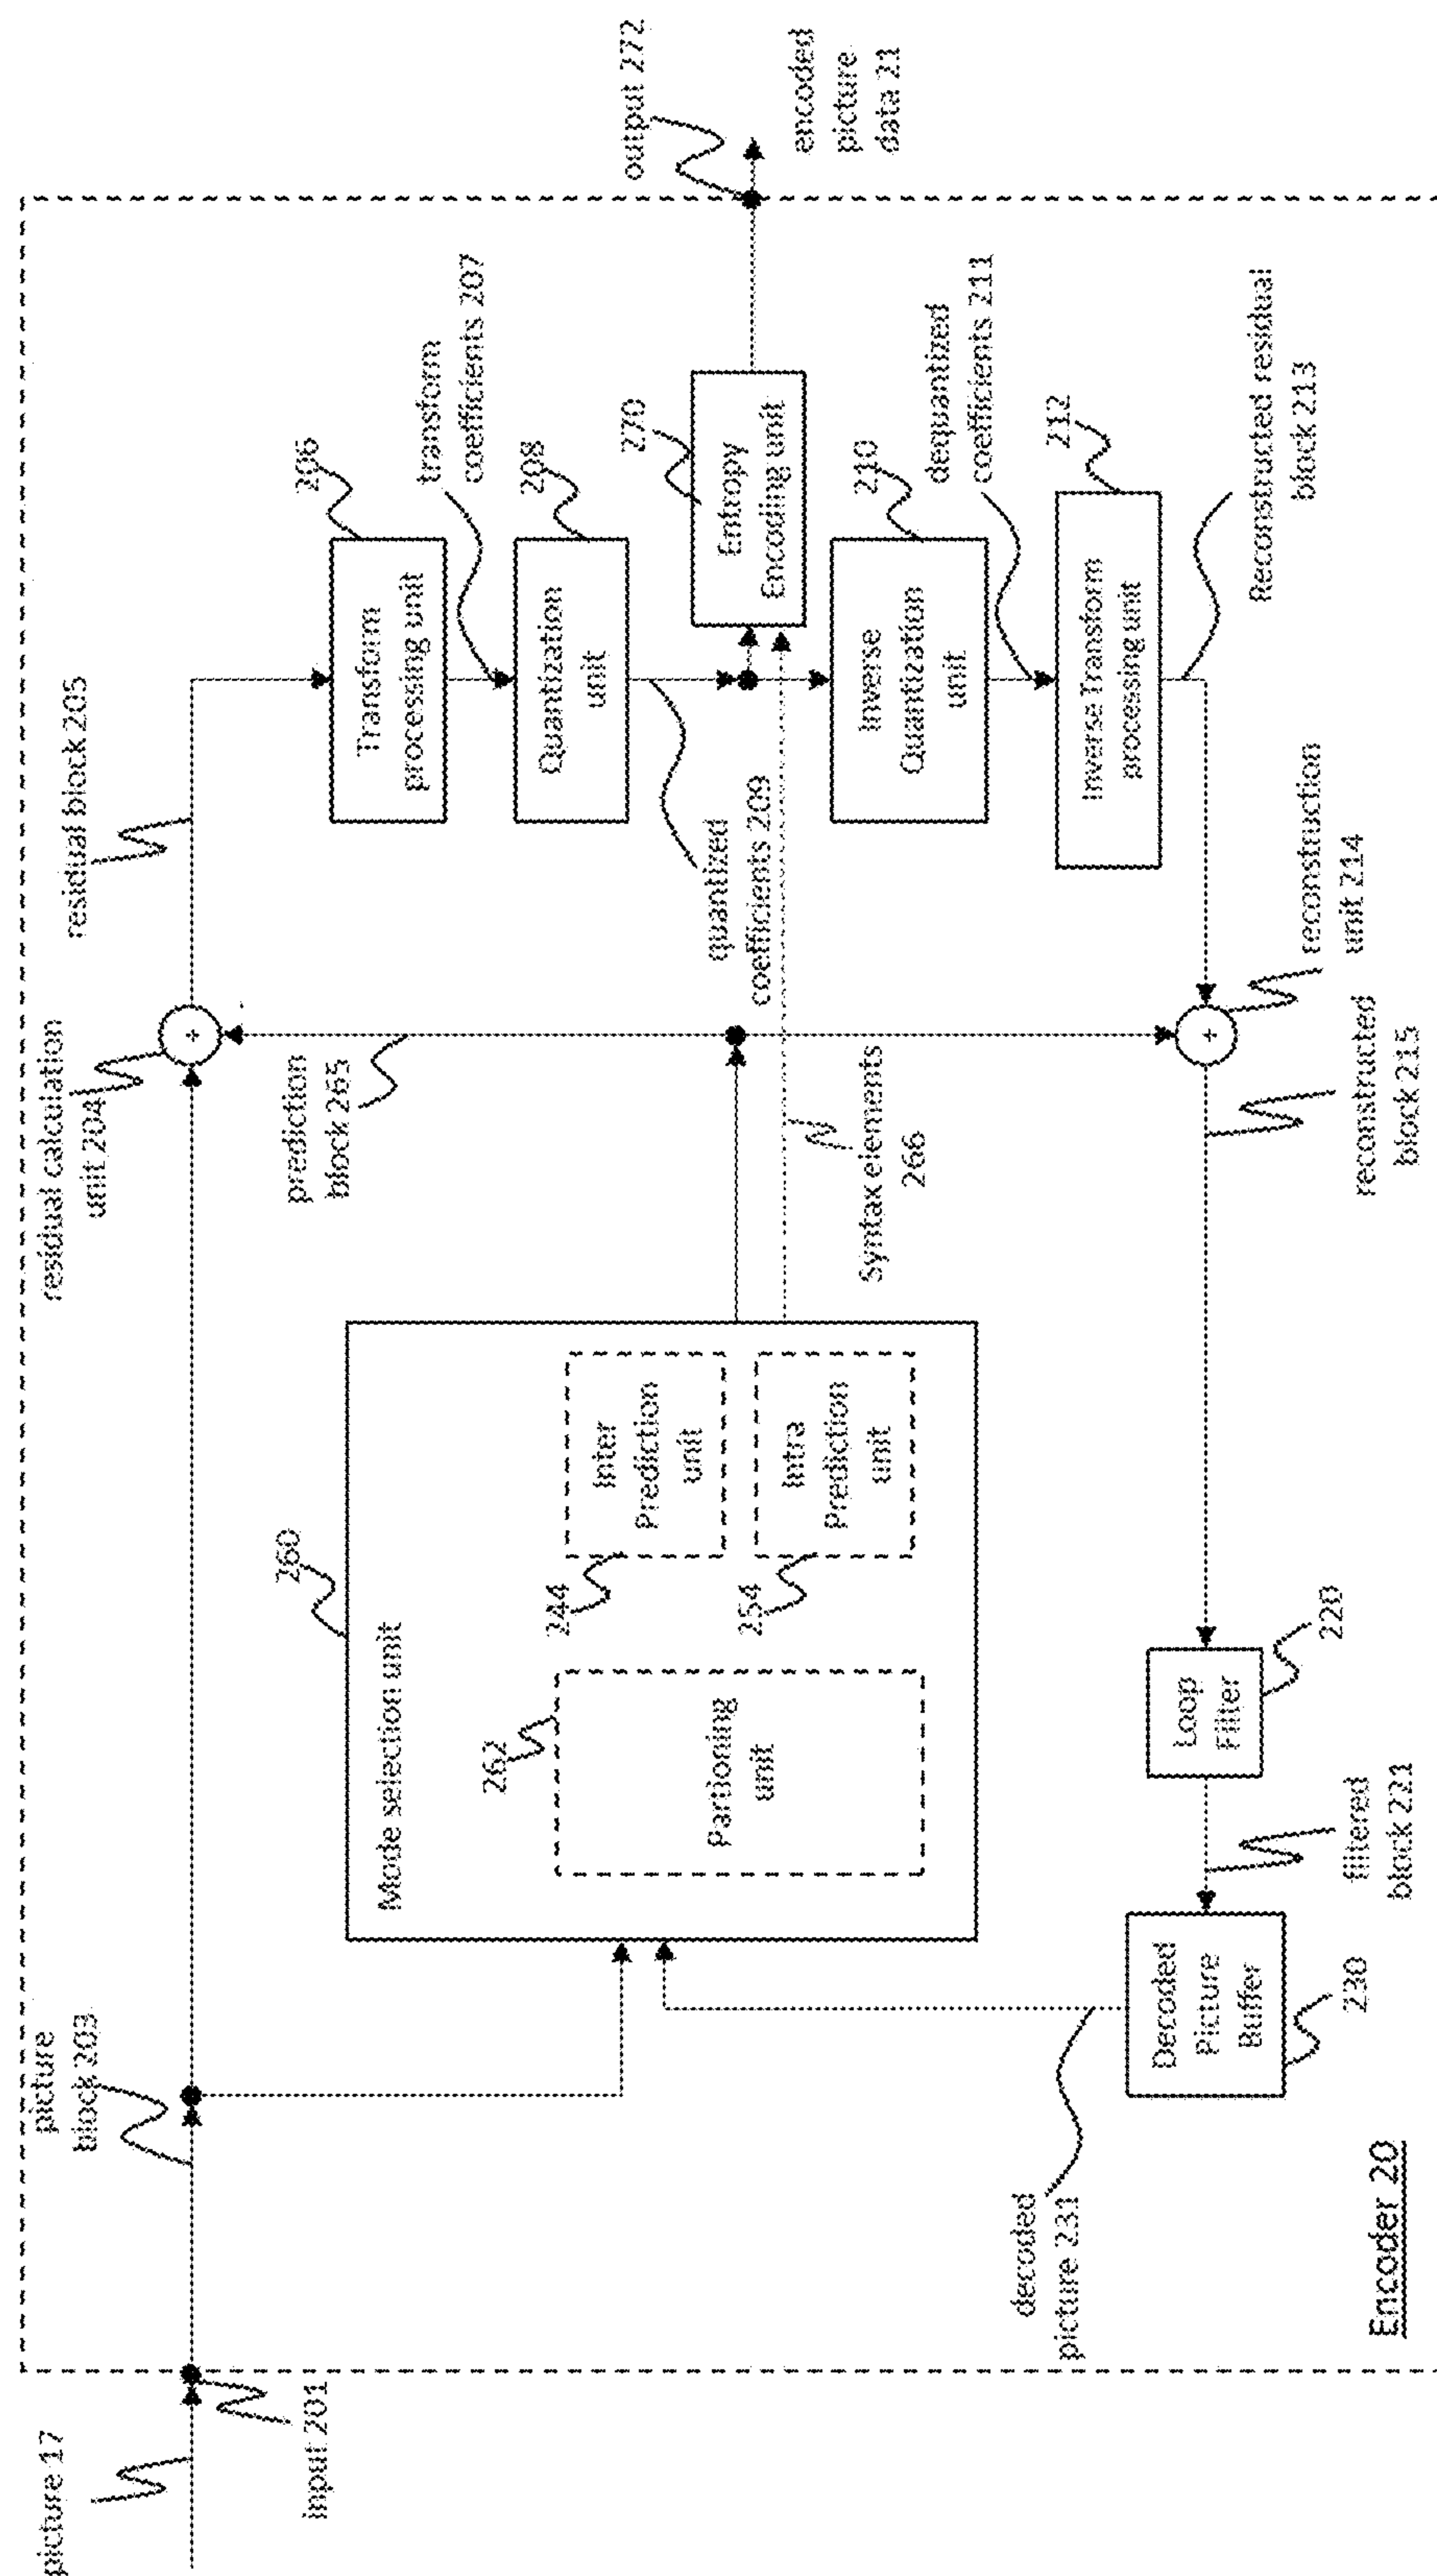 picture 17
input 201
picture
block 203
residual calculation
unit 204
residual block 205
206
Transform
processing unit
transform
coefficients 207
208
Quantization
unit
quantized
coefficients 209
270
Entropy
Encoding unit
output 272
encoded
picture
data 21
210
Inverse
Quantization
unit
dequantized
coefficients 211
212
Inverse Transform
processing unit
Reconstructed residual
block 213
reconstruction
unit 214
reconstructed
block 215
prediction
block 265
Syntax elements
266
260
Mode selection unit
262
Partioning
unit
244
Inter
Prediction
unit
254
Intra
Prediction
unit
220
Loop
Filter
filtered
block 221
Decoded
Picture
Buffer
230
decoded
picture 231
Encoder 20
+
+